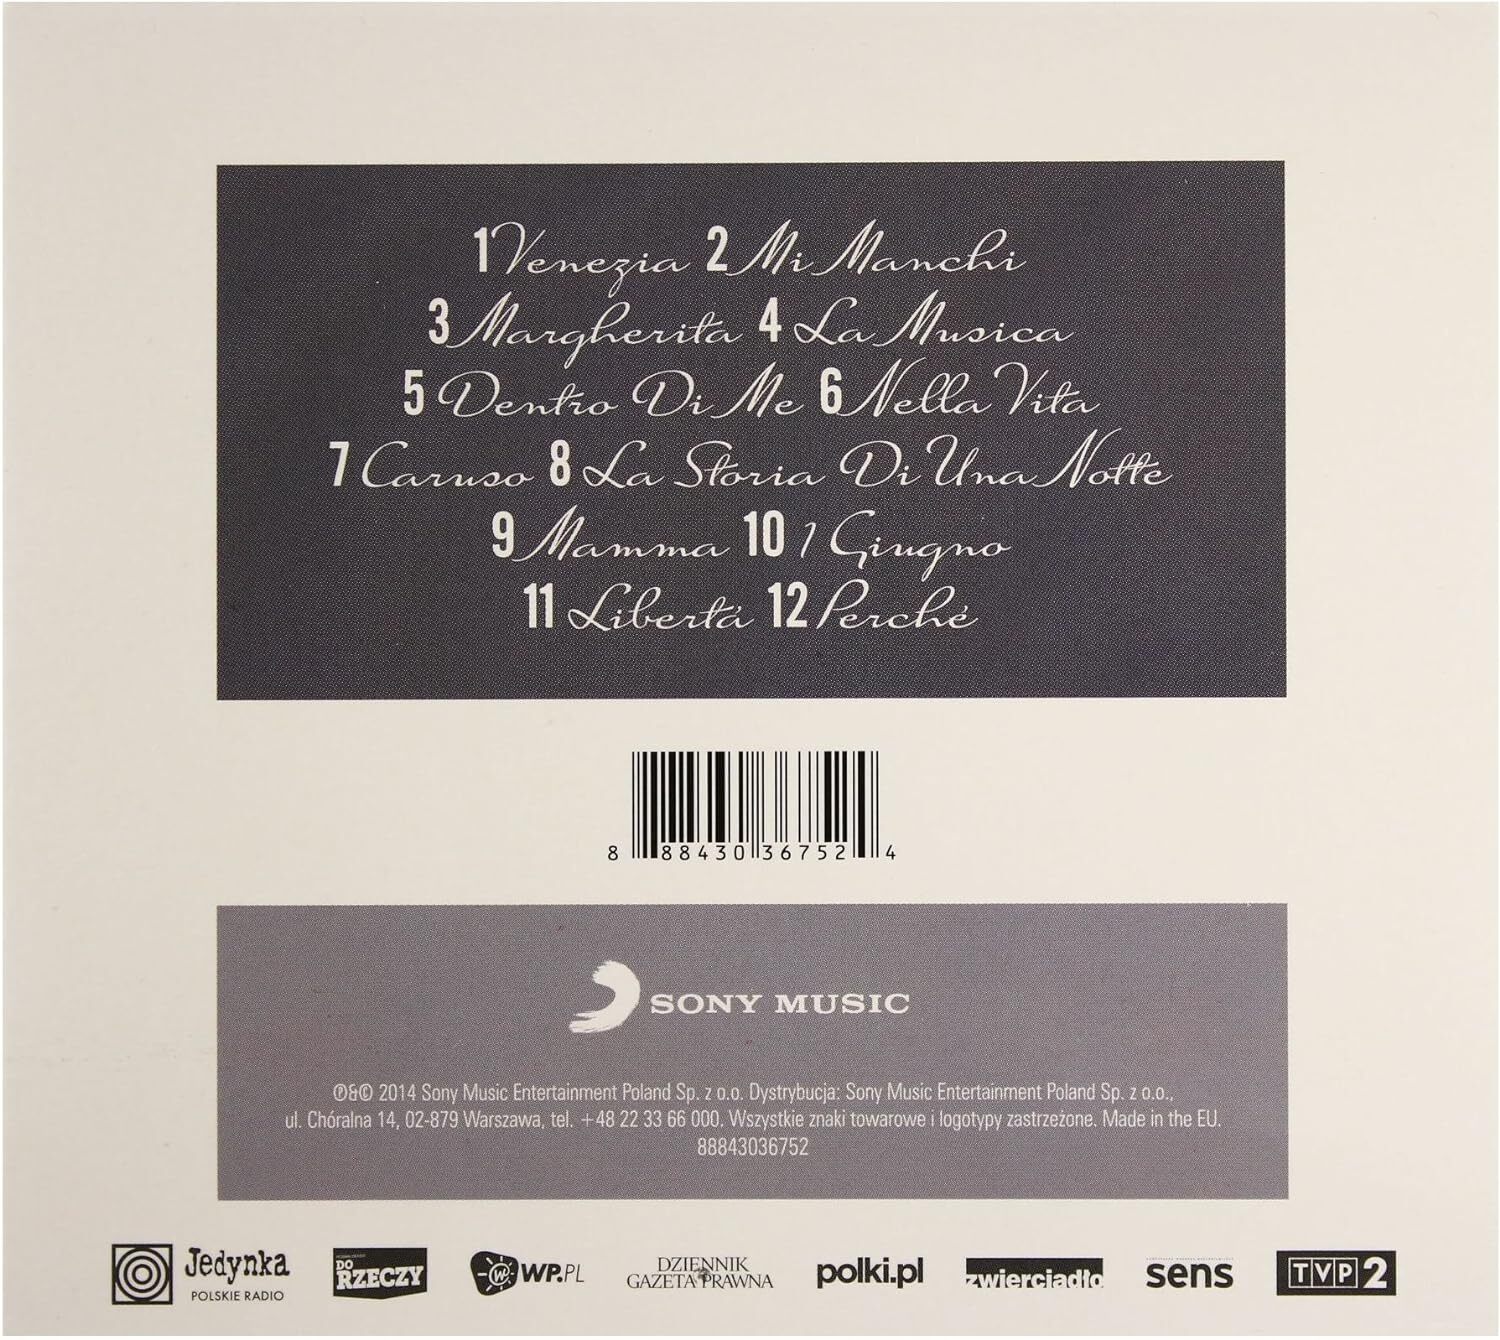 1 Venezia 2 Mi Manchi
3 Margherita 4 La Musica
5 Dentro Di Me 6 Nella Vita
7 Caruso 8 La Storia Di Una Notte
9 Mamma 10 1 Giugno
11 Libertá 12 Perché
8 88430 36752 4
SONY MUSIC
℗&© 2014 Sony Music Entertainment Poland Sp. z o.o. Dystrybucja: Sony Music Entertainment Poland Sp. z o.o.,
ul. Chóralna 14, 02-879 Warszawa, tel. +48 22 33 66 000. Wszystkie znaki towarowe i logotypy zastrzeżone. Made in the EU.
88843036752
Jedynka
POLSKIE RADIO
DO
RZECZY
WP.PL
DZIENNIK
GAZETA PRAWNA
polki.pl
zwierciadło
sens
TVP 2